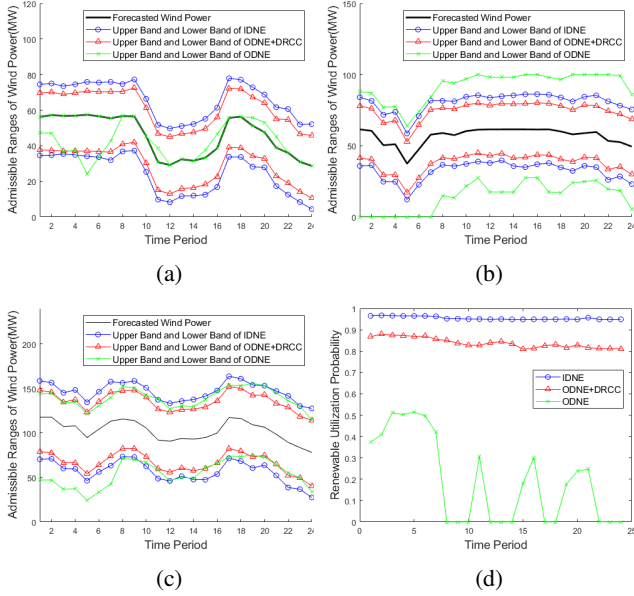 Admissible Ranges of Wind Power(MW)
100
80
60
40
20
0
Forecasted Wind Power
Upper Band and Lower Band of IDNE
Upper Band and Lower Band of ODNE+DRCC
Upper Band and Lower Band of ODNE
2 4 6 8 10 12 14 16 18 20 22 24
Time Period
(a)
Admissible Ranges of Wind Power(MW)
150
100
50
0
Forecasted Wind Power
Upper Band and Lower Band of IDNE
Upper Band and Lower Band of ODNE+DRCC
Upper Band and Lower Band of ODNE
2 4 6 8 10 12 14 16 18 20 22 24
Time Period
(b)
Admissible Ranges of Wind Power(MW)
200
150
100
50
0
Forecasted Wind Power
Upper Band and Lower Band of IDNE
Upper Band and Lower Band of ODNE+DRCC
Upper Band and Lower Band of ODNE
2 4 6 8 10 12 14 16 18 20 22 24
Time Period
(c)
Renewable Utilization Probability
1
0.9
0.8
0.7
0.6
0.5
0.4
0.3
0.2
0.1
0
IDNE
ODNE+DRCC
ODNE
0 5 10 15 20 25
Time Period
(d)